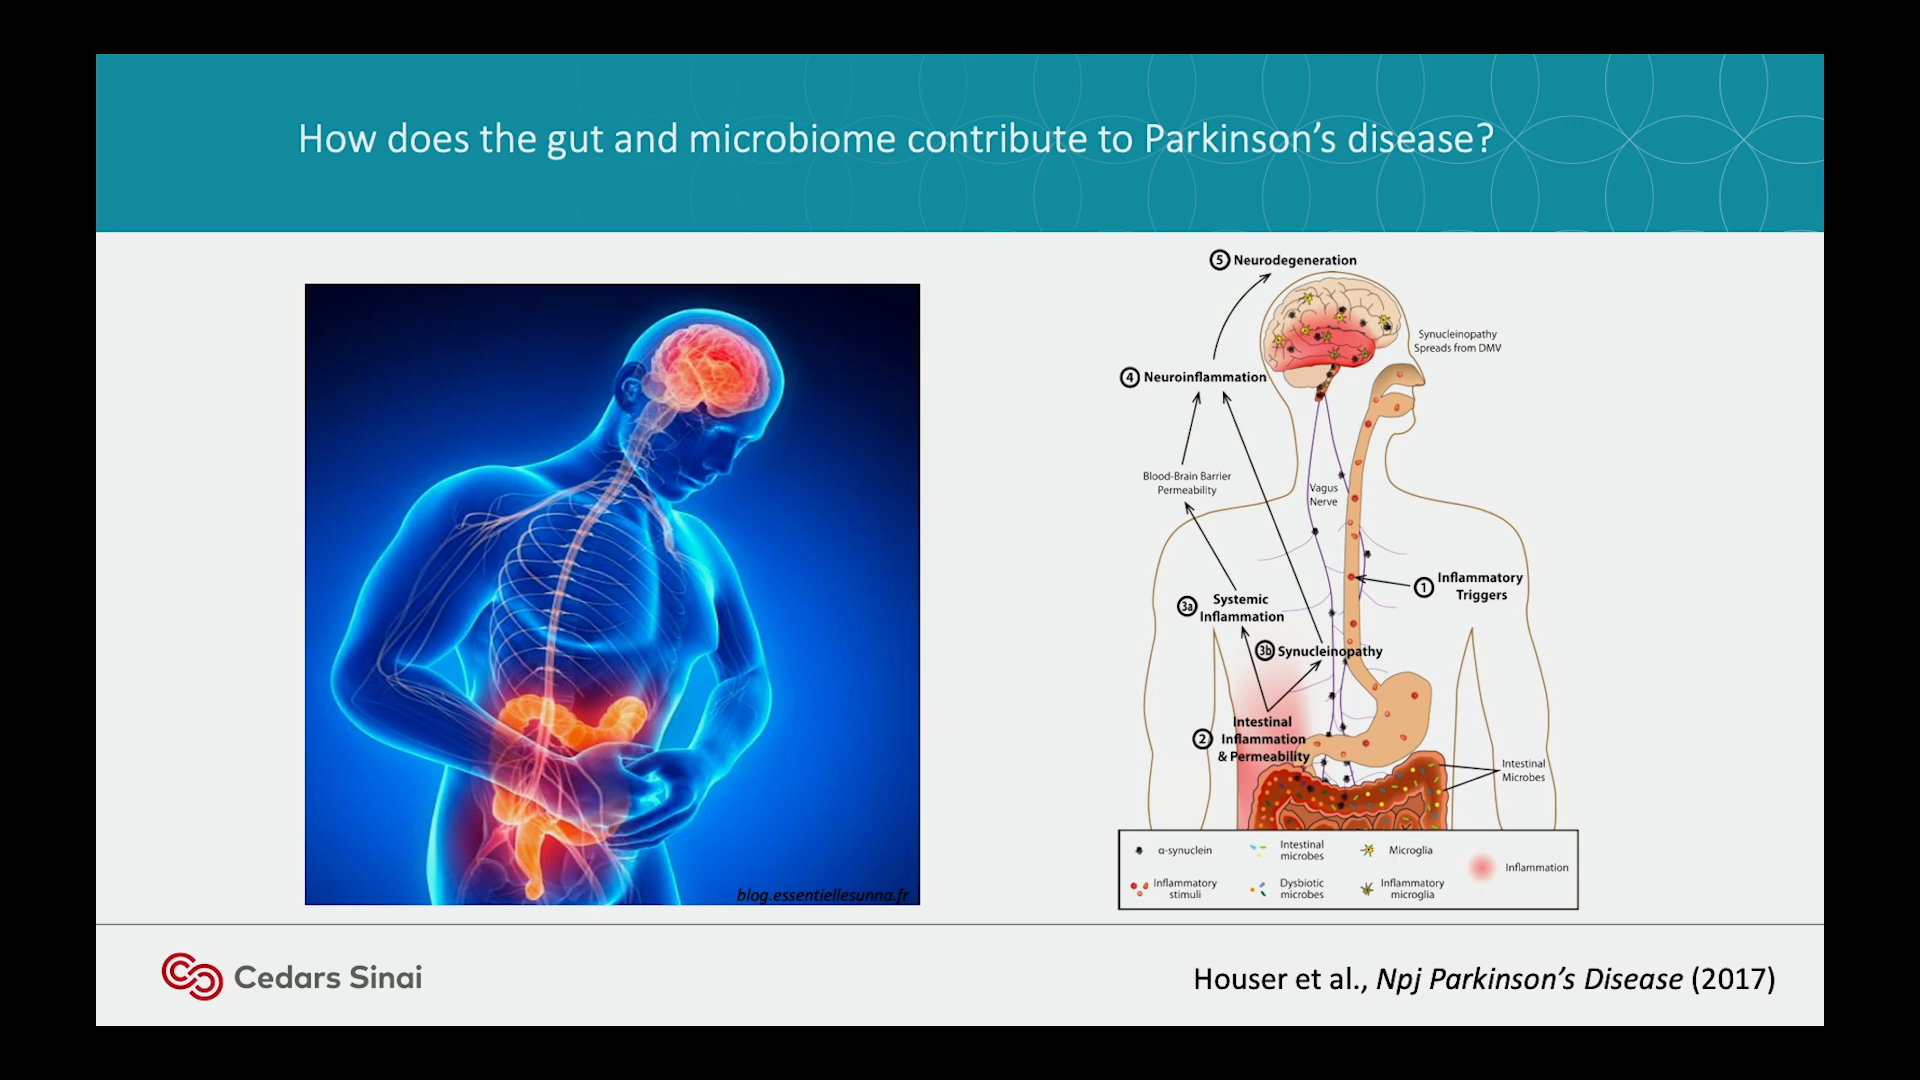 How does the gut and microbiome contribute to Parkinson's disease?
blog.essentiellesunna.fr
5 Neurodegeneration
Synucleinopathy
Spreads from DMV
4 Neuroinflammation
Blood-Brain Barrier
Permeability
Vagus
Nerve
1 Inflammatory
Triggers
3a Systemic
Inflammation
3b Synucleinopathy
2 Intestinal
Inflammation
& Permeability
Intestinal
Microbes
α-synuclein
Intestinal
microbes
Microglia
Inflammation
Inflammatory
stimuli
Dysbiotic
microbes
Inflammatory
microglia
Cedars Sinai
Houser et al., Npj Parkinson's Disease (2017)